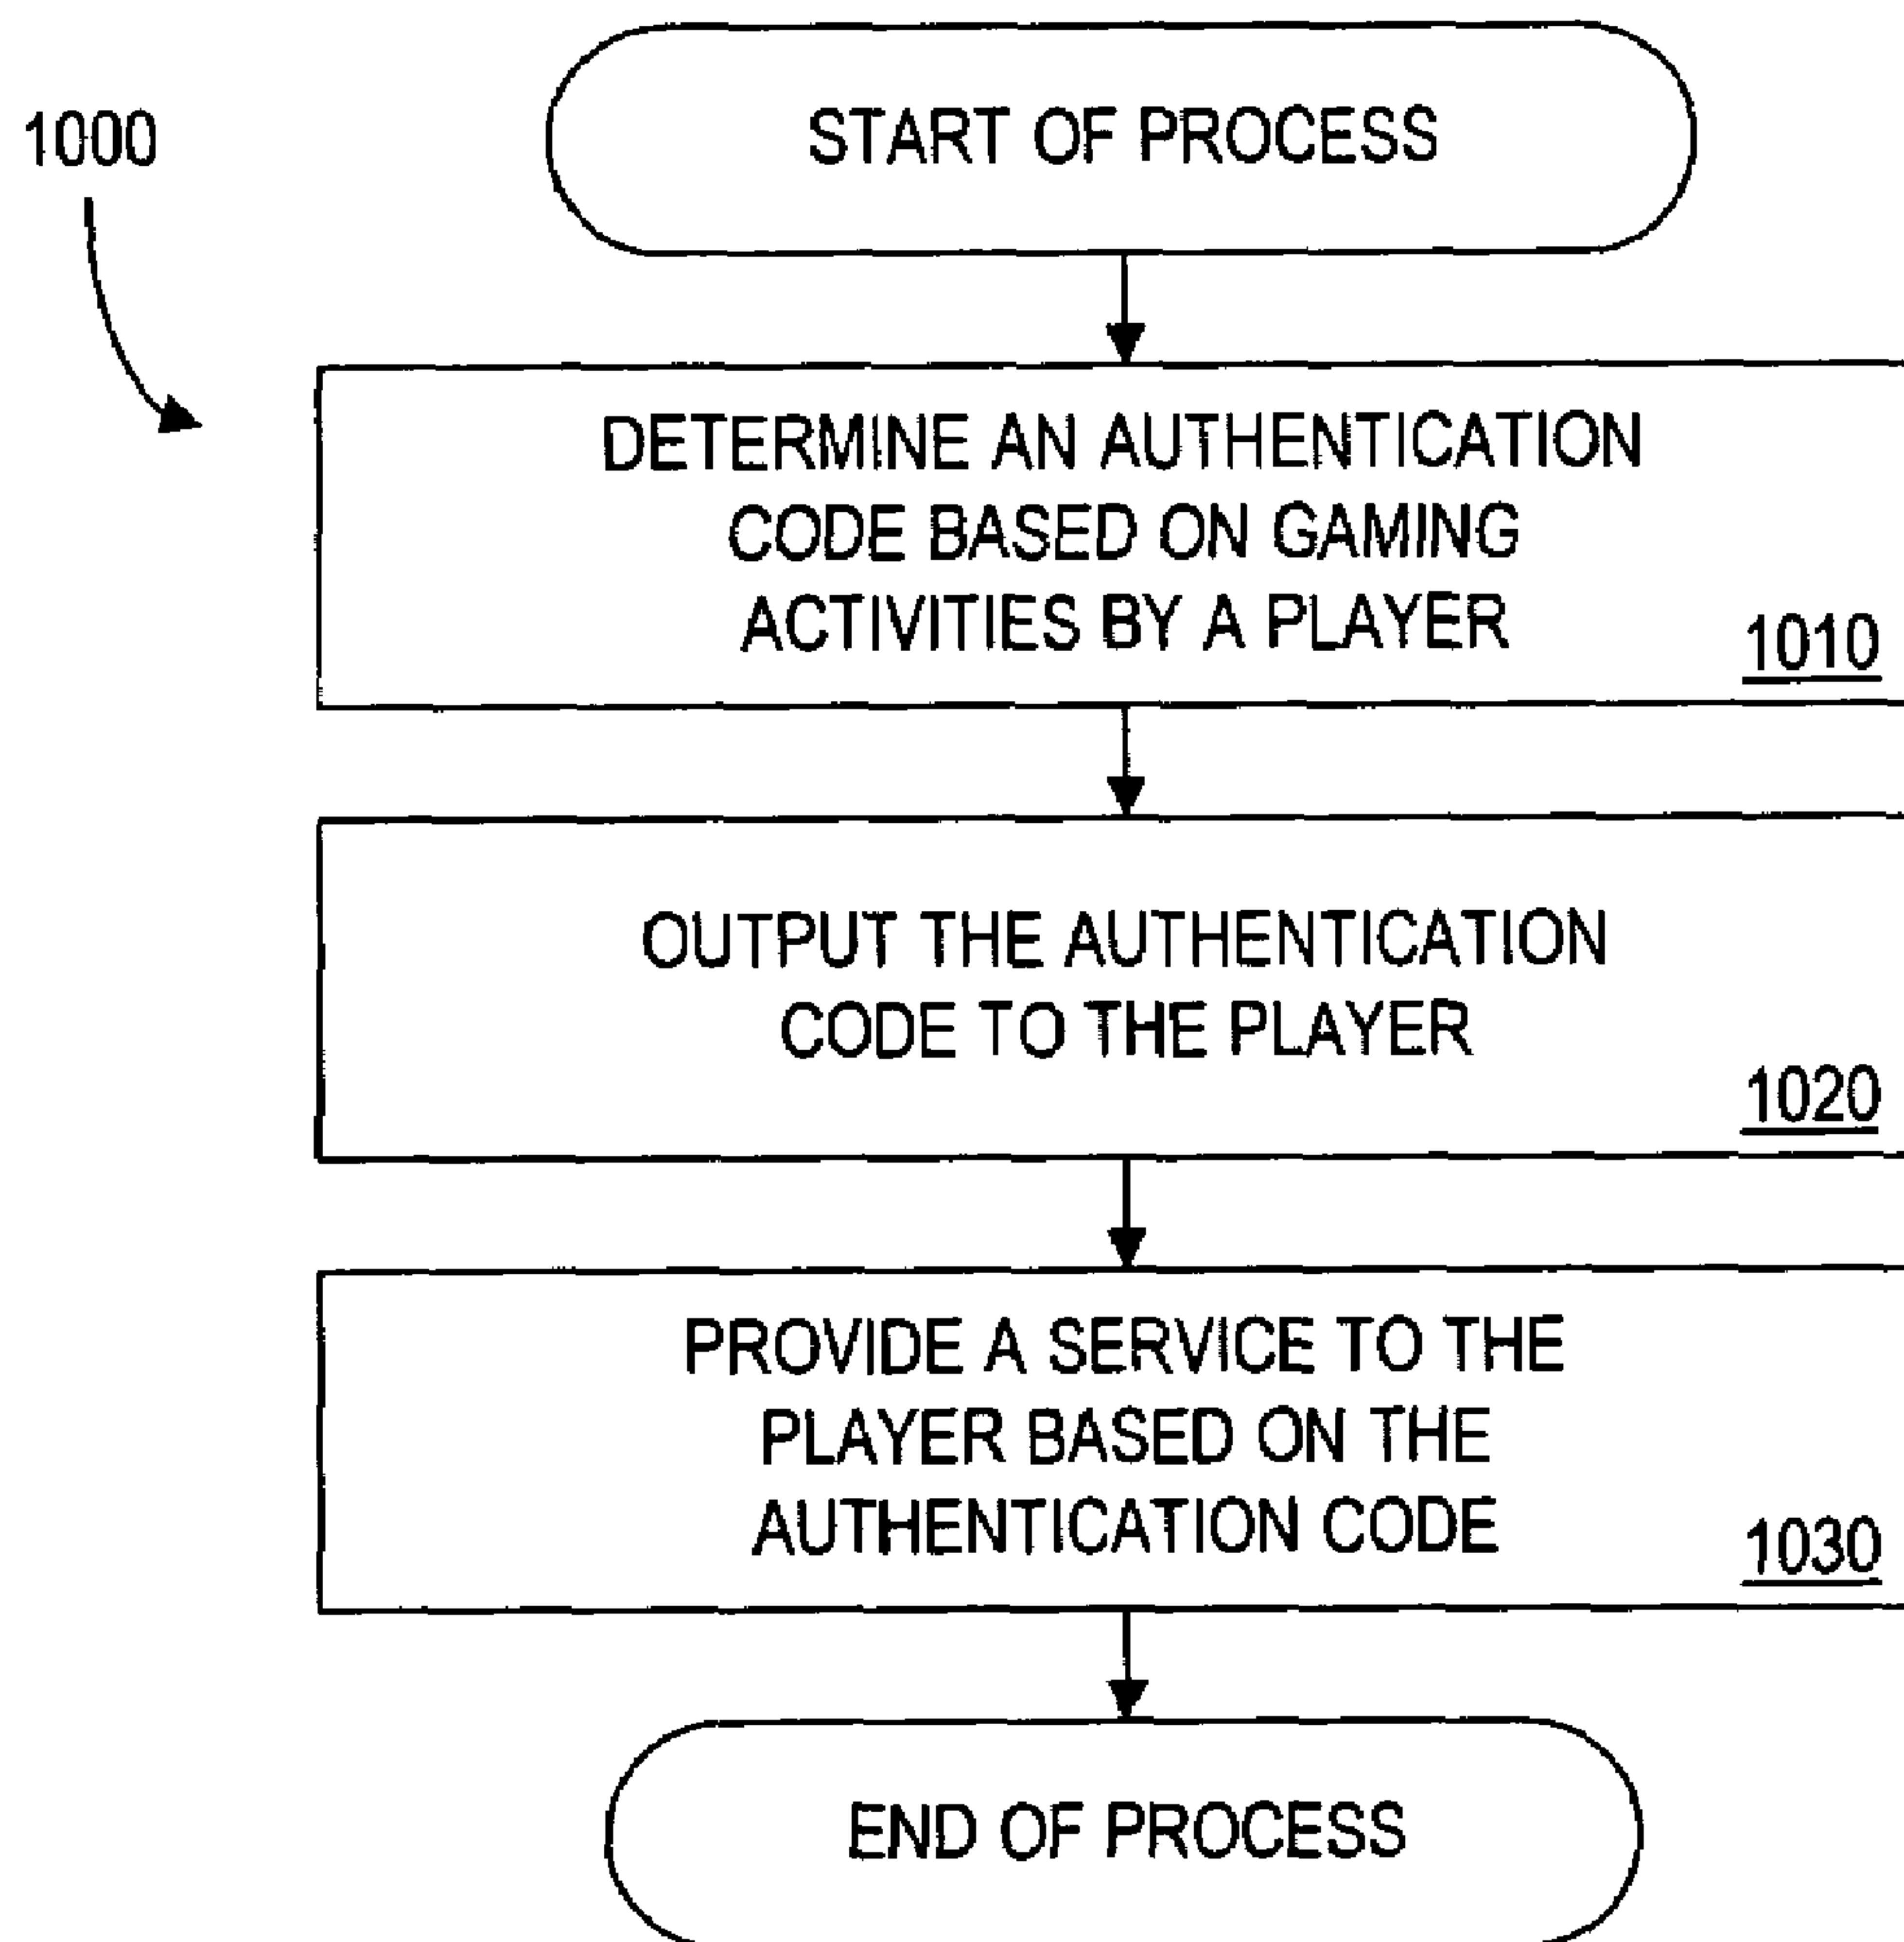 1000
START OF PROCESS
DETERMINE AN AUTHENTICATION
CODE BASED ON GAMING
ACTIVITIES BY A PLAYER
1010
OUTPUT THE AUTHENTICATION
CODE TO THE PLAYER
1020
PROVIDE A SERVICE TO THE
PLAYER BASED ON THE
AUTHENTICATION CODE
1030
END OF PROCESS